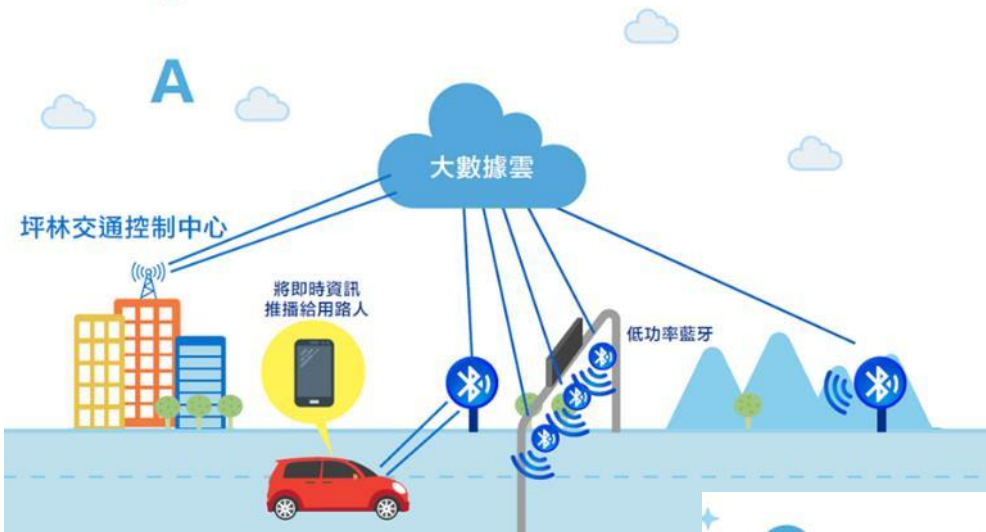 A
大數據雲
坪林交通控制中心
將即時資訊
推播給用路人
低功率藍牙